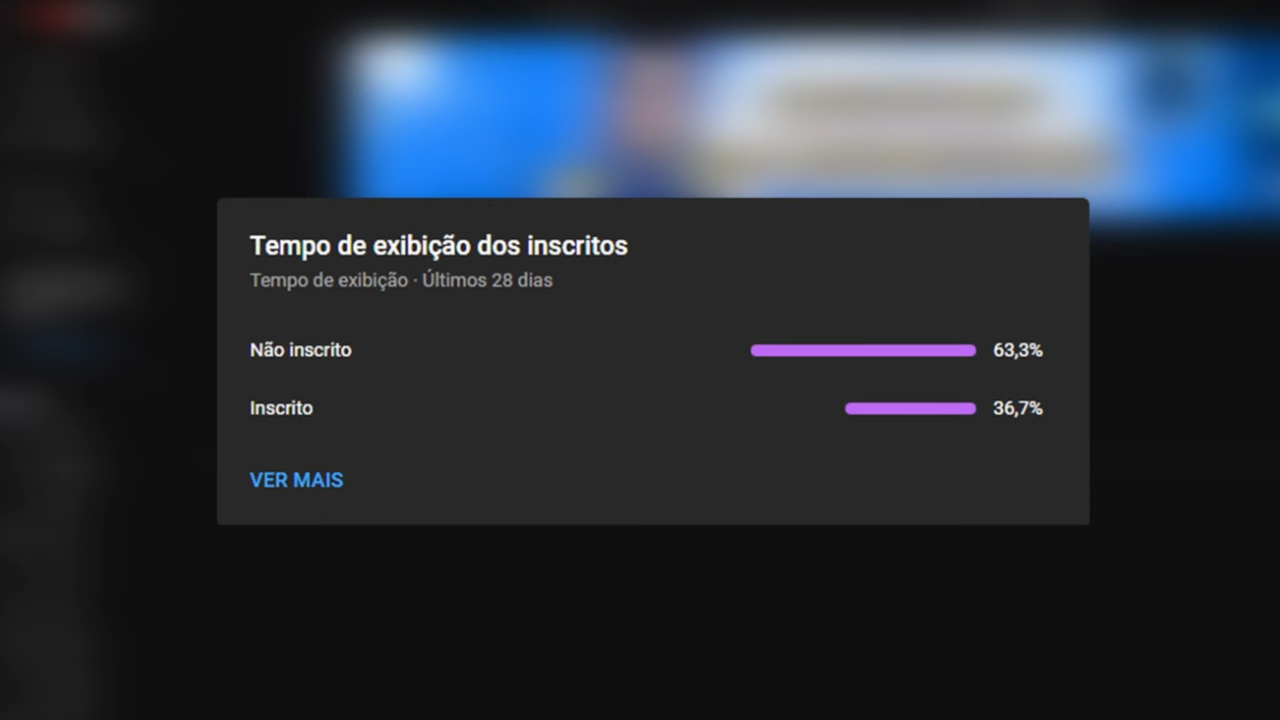 Tempo de exibição dos inscritos
Tempo de exibição · Últimos 28 dias
Não inscrito 63,3%
Inscrito 36,7%
VER MAIS